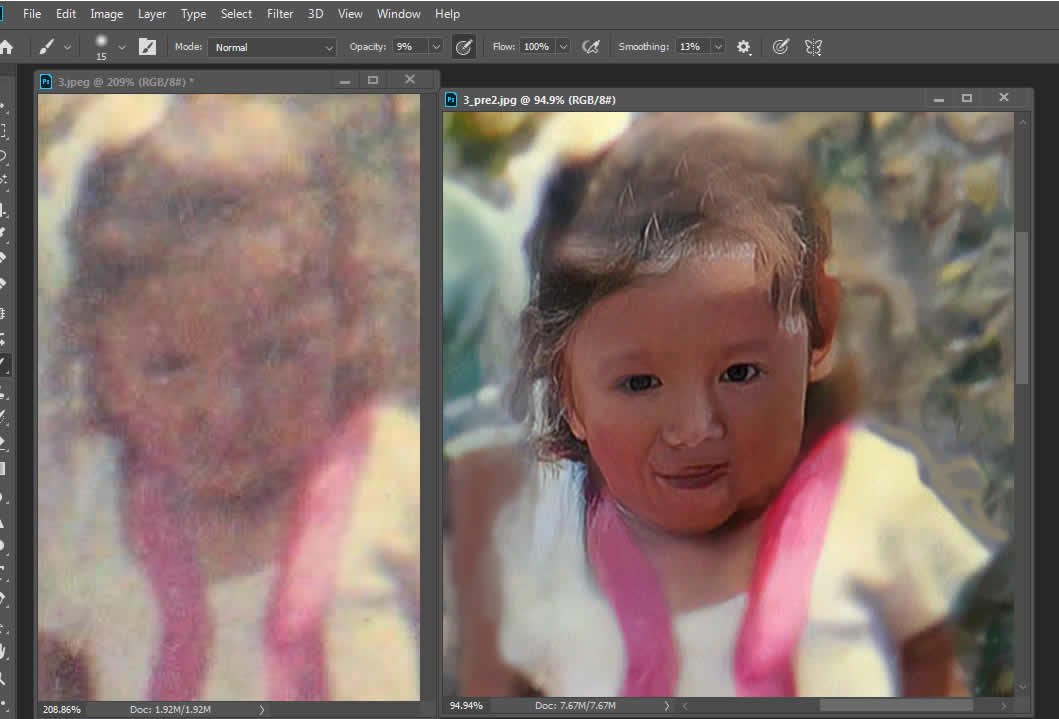 File Edit Image Layer Type Select Filter 3D View Window Help
15 Mode: Normal Opacity: 9% Flow: 100% Smoothing: 13%
Ps 3.jpeg @ 209% (RGB/8#) *
Ps 3_pre2.jpg @ 94.9% (RGB/8#)
208.86% Doc: 1.92M/1.92M
94.94% Doc: 7.67M/7.67M